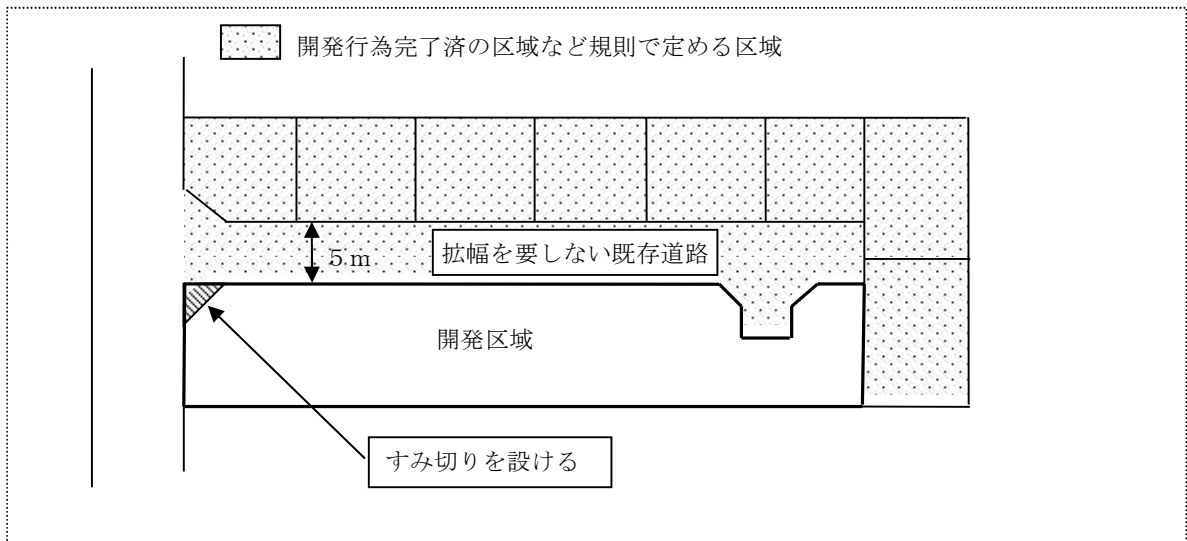 開発行為完了済の区域など規則で定める区域
5m
拡幅を要しない既存道路
開発区域
すみ切りを設ける